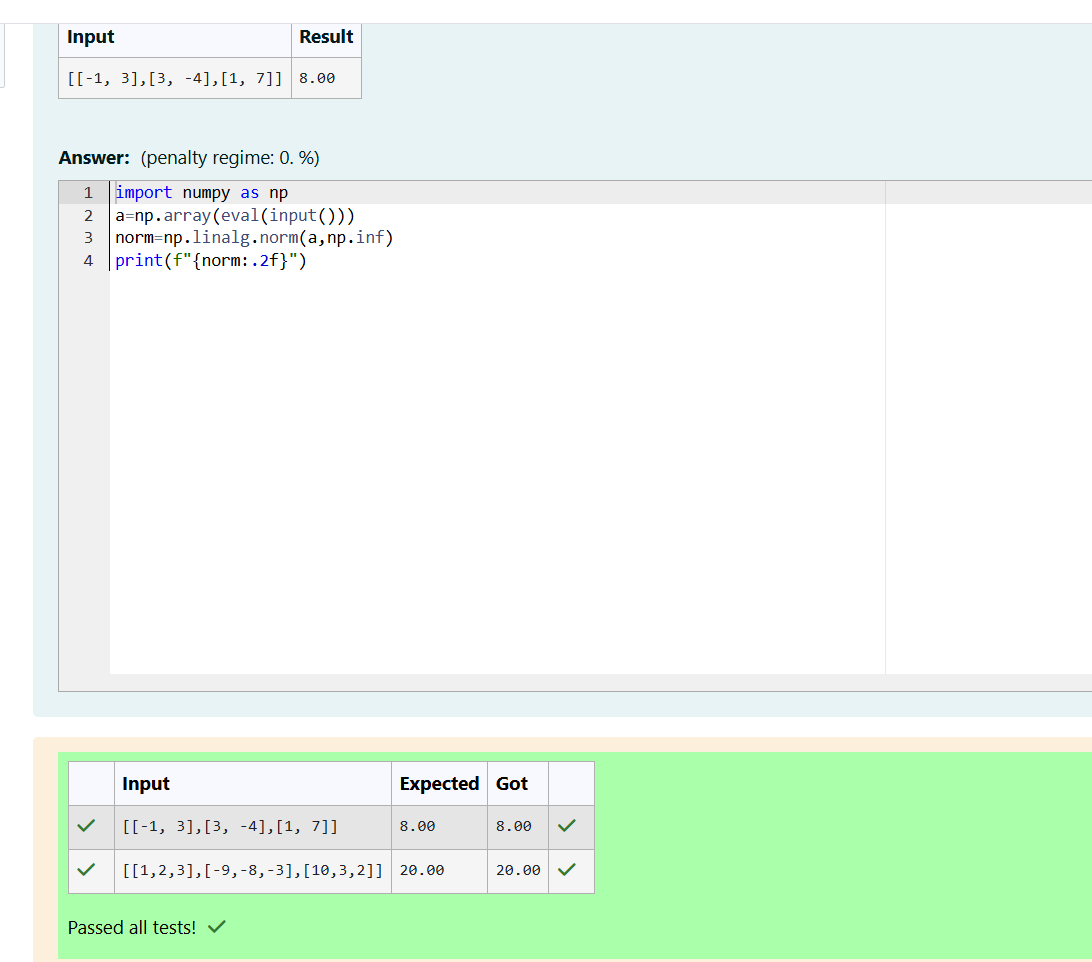 Input Result
[[-1, 3],[3, -4],[1, 7]] 8.00
Answer: (penalty regime: 0. %)
1 import numpy as np
2 a=np.array(eval(input()))
3 norm=np.linalg.norm(a,np.inf)
4 print(f"{norm:.2f}")
Input Expected Got
[[-1, 3],[3, -4],[1, 7]] 8.00 8.00
[[1,2,3],[-9,-8,-3],[10,3,2]] 20.00 20.00
Passed all tests!